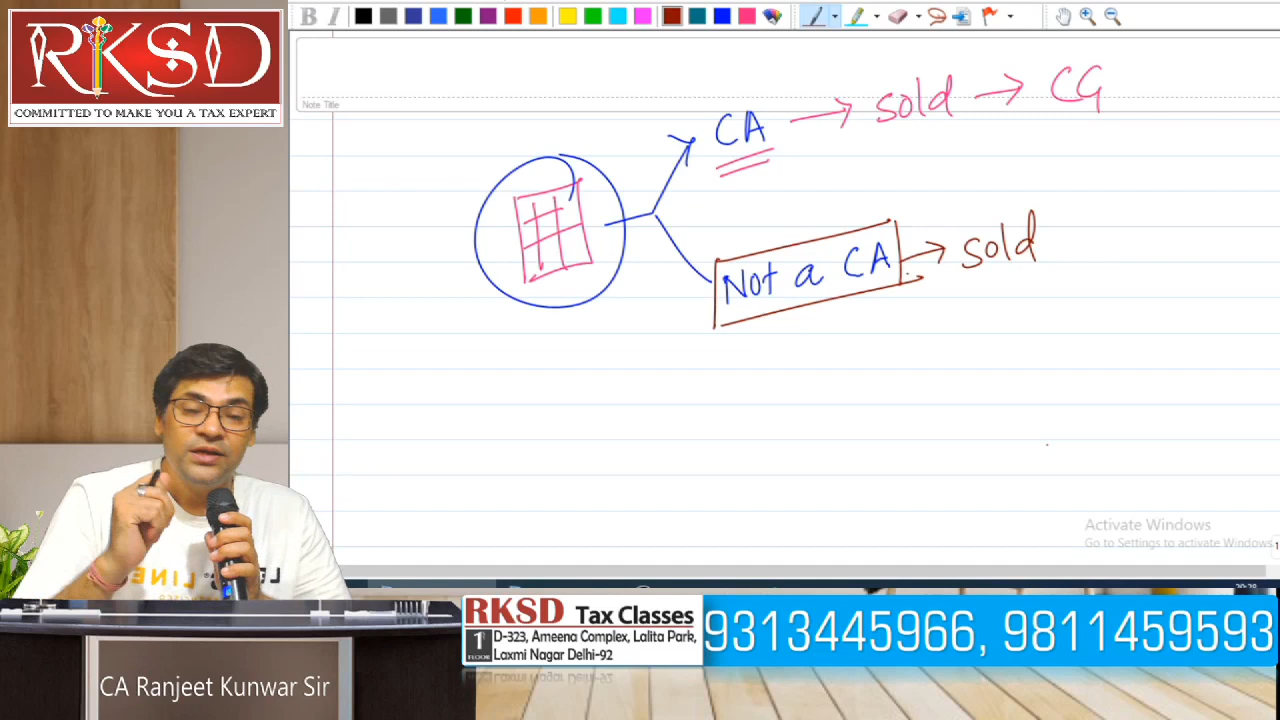 B I
RKSD
COMMITTED TO MAKE YOU A TAX EXPERT
Note Title
CA → sold → CG
Not a CA → sold
Activate Windows
Go to Settings to activate Windows.
RKSD Tax Classes
1st FLOOR
D-323, Ameena Complex, Lalita Park,
Laxmi Nagar Delhi-92
9313445966, 9811459593
CA Ranjeet Kunwar Sir